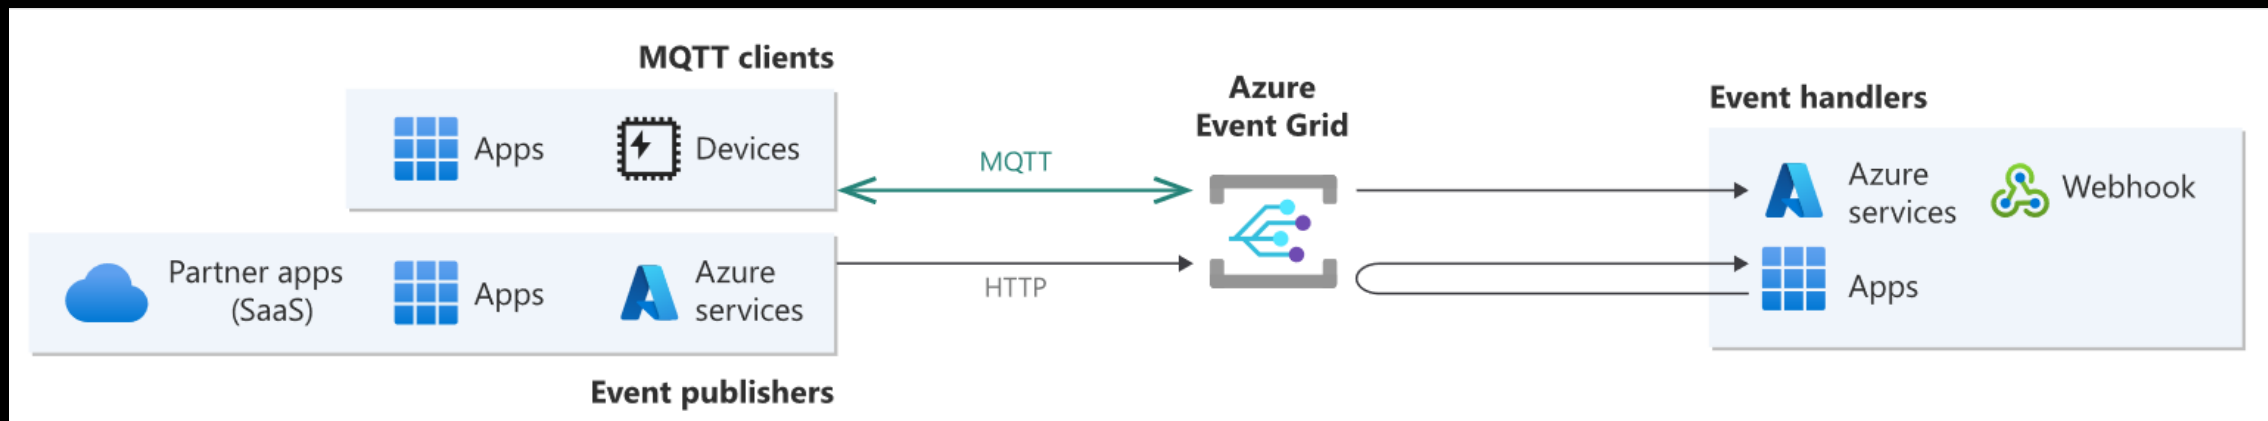 MQTT clients
Apps
Devices
Partner apps
(SaaS)
Apps
Azure
services
Event publishers
MQTT
HTTP
Azure
Event Grid
Event handlers
Azure
services
Webhook
Apps